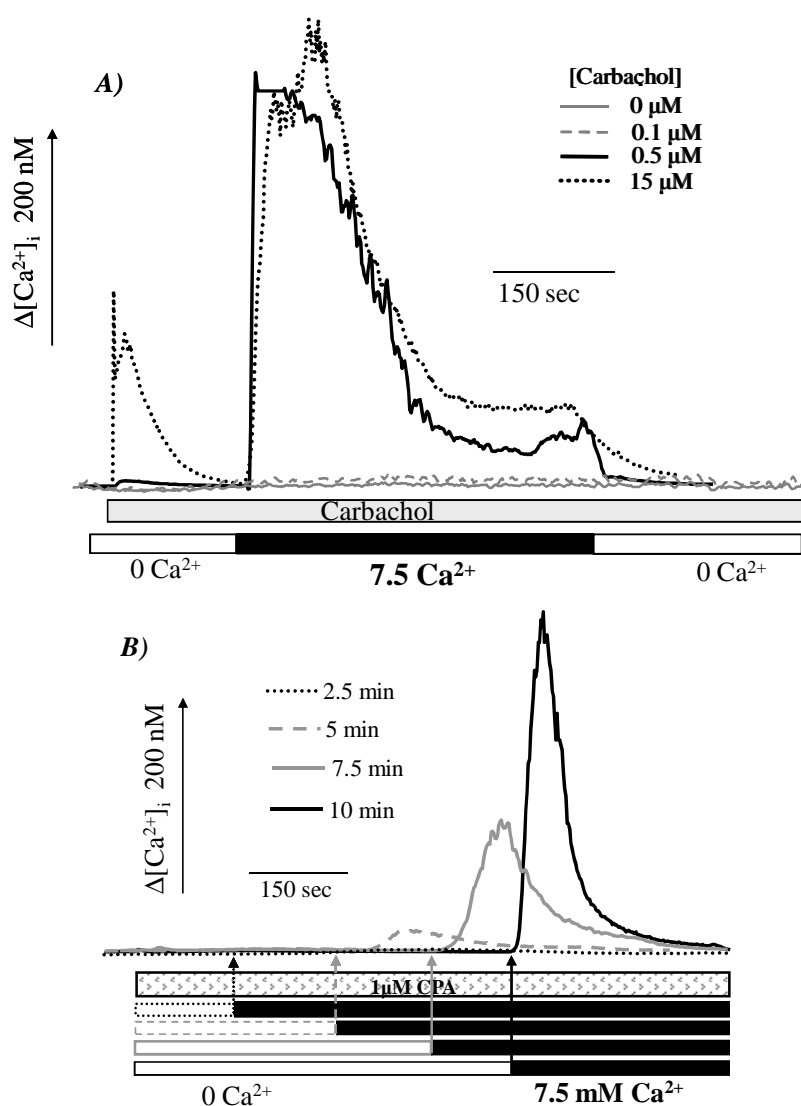 A)
[Carbachol]
0 µM
0.1 µM
0.5 µM
15 µM
Δ[Ca²⁺]ᵢ 200 nM
150 sec
Carbachol
0 Ca²⁺
7.5 Ca²⁺
0 Ca²⁺
B)
2.5 min
5 min
7.5 min
10 min
Δ[Ca²⁺]ᵢ 200 nM
150 sec
1µM CPA
0 Ca²⁺
7.5 mM Ca²⁺